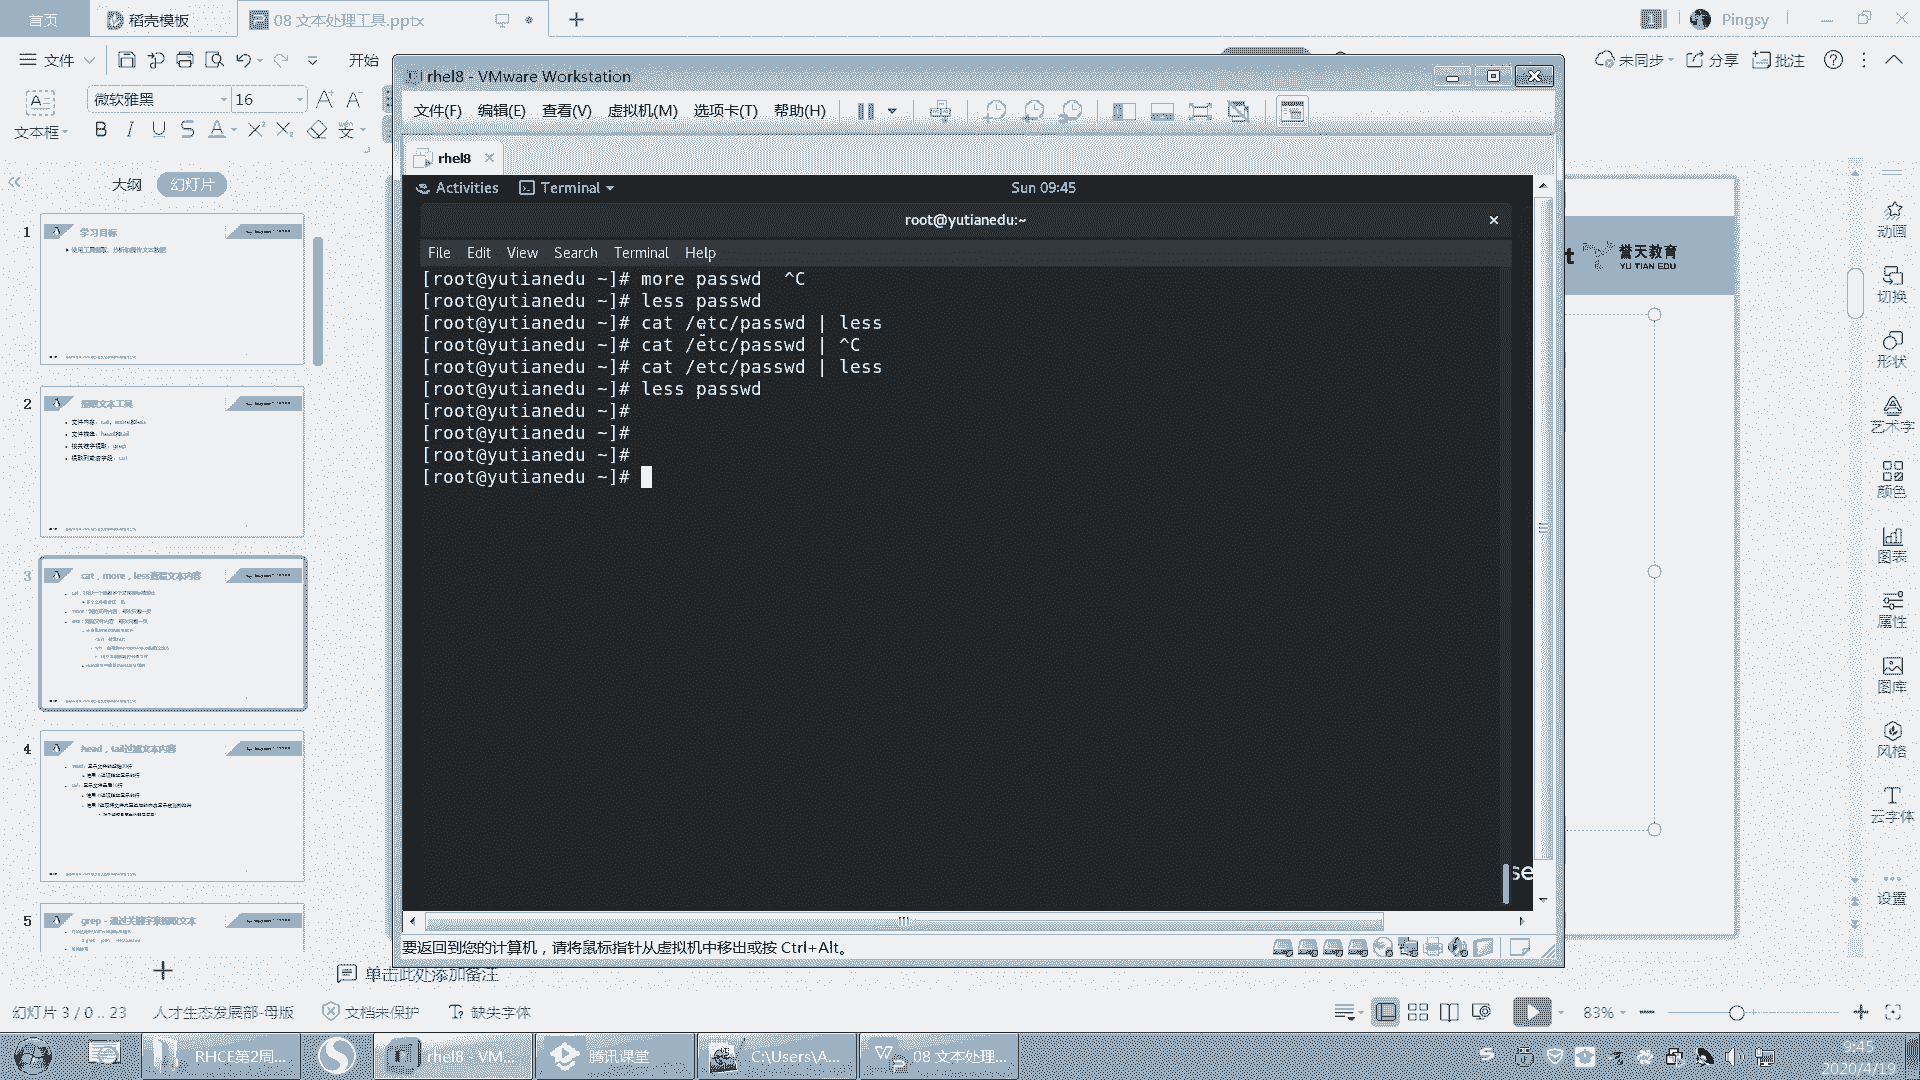 首页
稻壳模板
08 文本处理工具.pptx
Pingsy
文件
开始
未同步
分享
批注
微软雅黑
16
文本框
B I U S A X² X₂
大纲
幻灯片
rhel8 - VMware Workstation
文件(F) 编辑(E) 查看(V) 虚拟机(M) 选项卡(T) 帮助(H)
rhel8
Activities
Terminal
Sun 09:45
root@yutianedu:~
File Edit View Search Terminal Help
[root@yutianedu ~]# more passwd  ^C
[root@yutianedu ~]# less passwd
[root@yutianedu ~]# cat /etc/passwd | less
[root@yutianedu ~]# cat /etc/passwd | ^C
[root@yutianedu ~]# cat /etc/passwd | less
[root@yutianedu ~]# less passwd
[root@yutianedu ~]#
[root@yutianedu ~]#
[root@yutianedu ~]#
[root@yutianedu ~]#
se
要返回到您的计算机，请将鼠标指针从虚拟机中移出或按 Ctrl+Alt。
t
誉天教育
YU TIAN EDU
1
学习目标
2
提取文本工具
3
cat，more，less查看文本内容
4
head，tail过滤文本内容
5
grep - 通过关键字来提取文本
动画
切换
形状
艺术字
颜色
图表
属性
图库
风格
云字体
设置
单击此处添加备注
幻灯片 3 / 0 .. 23
人才生态发展部-母版
文档未保护
缺失字体
83%
RHCE第2周...
rhel8 - VM...
腾讯课堂
C:\Users\A...
08 文本处理...
9:45
2020/4/19